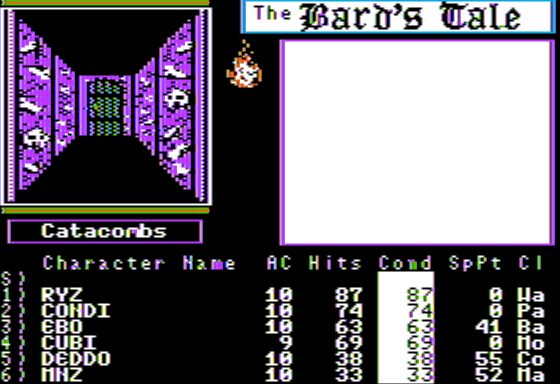 The Bard's Tale
Catacombs
Character Name AC Hits Cond SpPt Cl
S)
1) RYZ 10 87 87 0 Wa
2) CONDI 10 74 74 0 Pa
3) EBO 10 63 63 41 Ba
4) CUBI 9 69 69 0 Mo
5) DEDDO 10 38 38 55 Co
6) MNZ 10 33 33 52 Ma